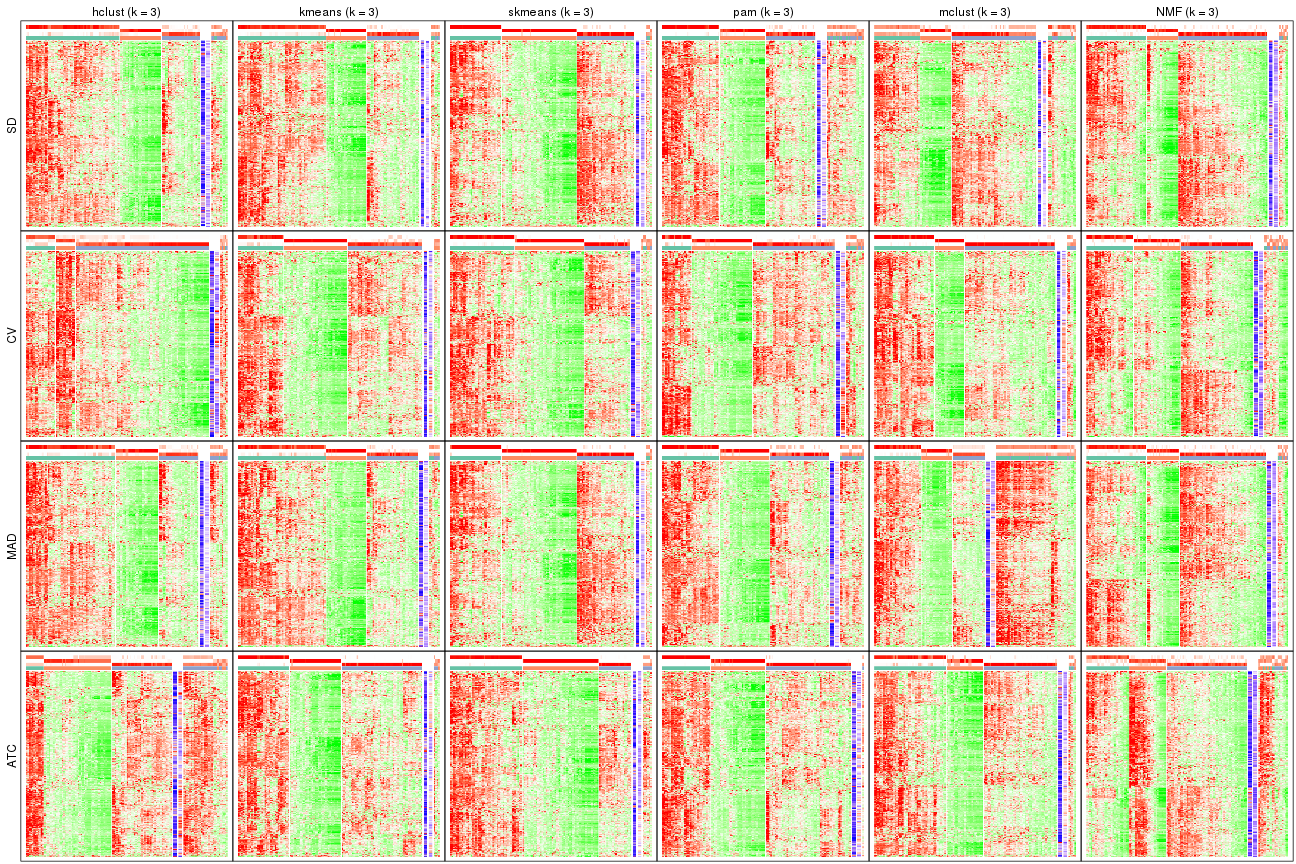 hclust (k = 3)
kmeans (k = 3)
skmeans (k = 3)
pam (k = 3)
mclust (k = 3)
NMF (k = 3)
SD
CV
MAD
ATC